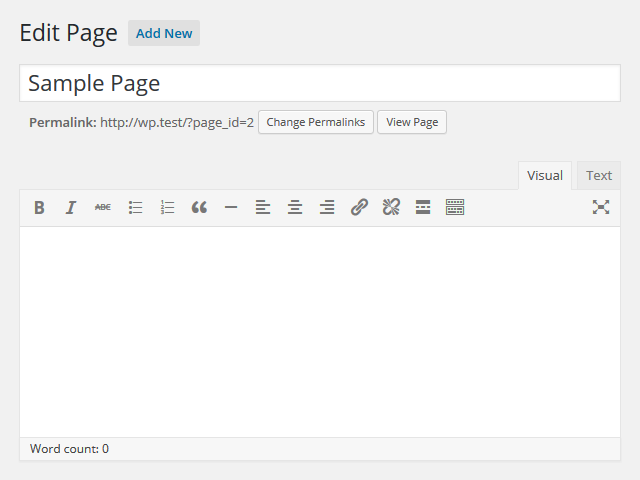 Edit Page Add New
Sample Page
Permalink: http://wp.test/?page_id=2 Change Permalinks View Page
Visual Text
B I ABC
Word count: 0